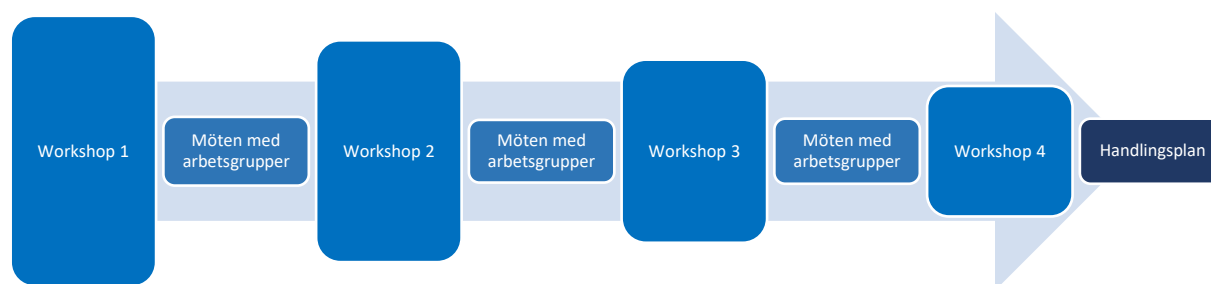 Workshop 1
Möten med
arbetsgrupper
Workshop 2
Möten med
arbetsgrupper
Workshop 3
Möten med
arbetsgrupper
Workshop 4
Handlingsplan